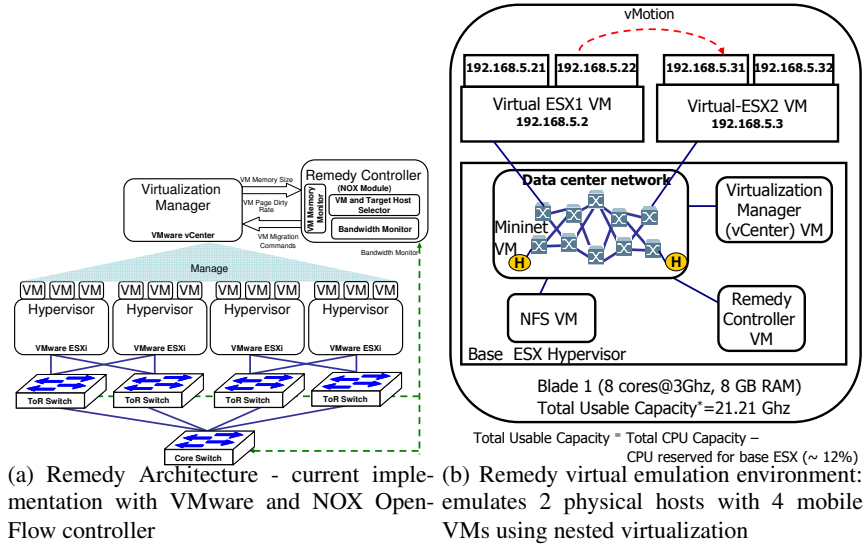 VM Memory Size
Virtualization
Manager
VMware vCenter
VM Page Dirty
Rate
VM Migration
Commands
Remedy Controller
(NOX Module)
VM Memory
Monitor
VM and Target Host
Selector
Bandwidth Monitor
Bandwidth Monitor
Manage
VM VM VM VM VM VM VM VM VM VM VM VM
Hypervisor Hypervisor Hypervisor Hypervisor
VMware ESXi VMware ESXi VMware ESXi VMware ESXi
ToR Switch ToR Switch ToR Switch ToR Switch
Core Switch
(a) Remedy Architecture - current imple-
mentation with VMware and NOX Open-
Flow controller
vMotion
192.168.5.21 192.168.5.22 192.168.5.31 192.168.5.32
Virtual ESX1 VM
192.168.5.2
Virtual-ESX2 VM
192.168.5.3
Data center network
Mininet
VM
H H
Virtualization
Manager
(vCenter) VM
NFS VM
Remedy
Controller
VM
Base ESX Hypervisor
Blade 1 (8 cores@3Ghz, 8 GB RAM)
Total Usable Capacity*=21.21 Ghz
Total Usable Capacity = Total CPU Capacity –
CPU reserved for base ESX (~ 12%)
(b) Remedy virtual emulation environment:
emulates 2 physical hosts with 4 mobile
VMs using nested virtualization